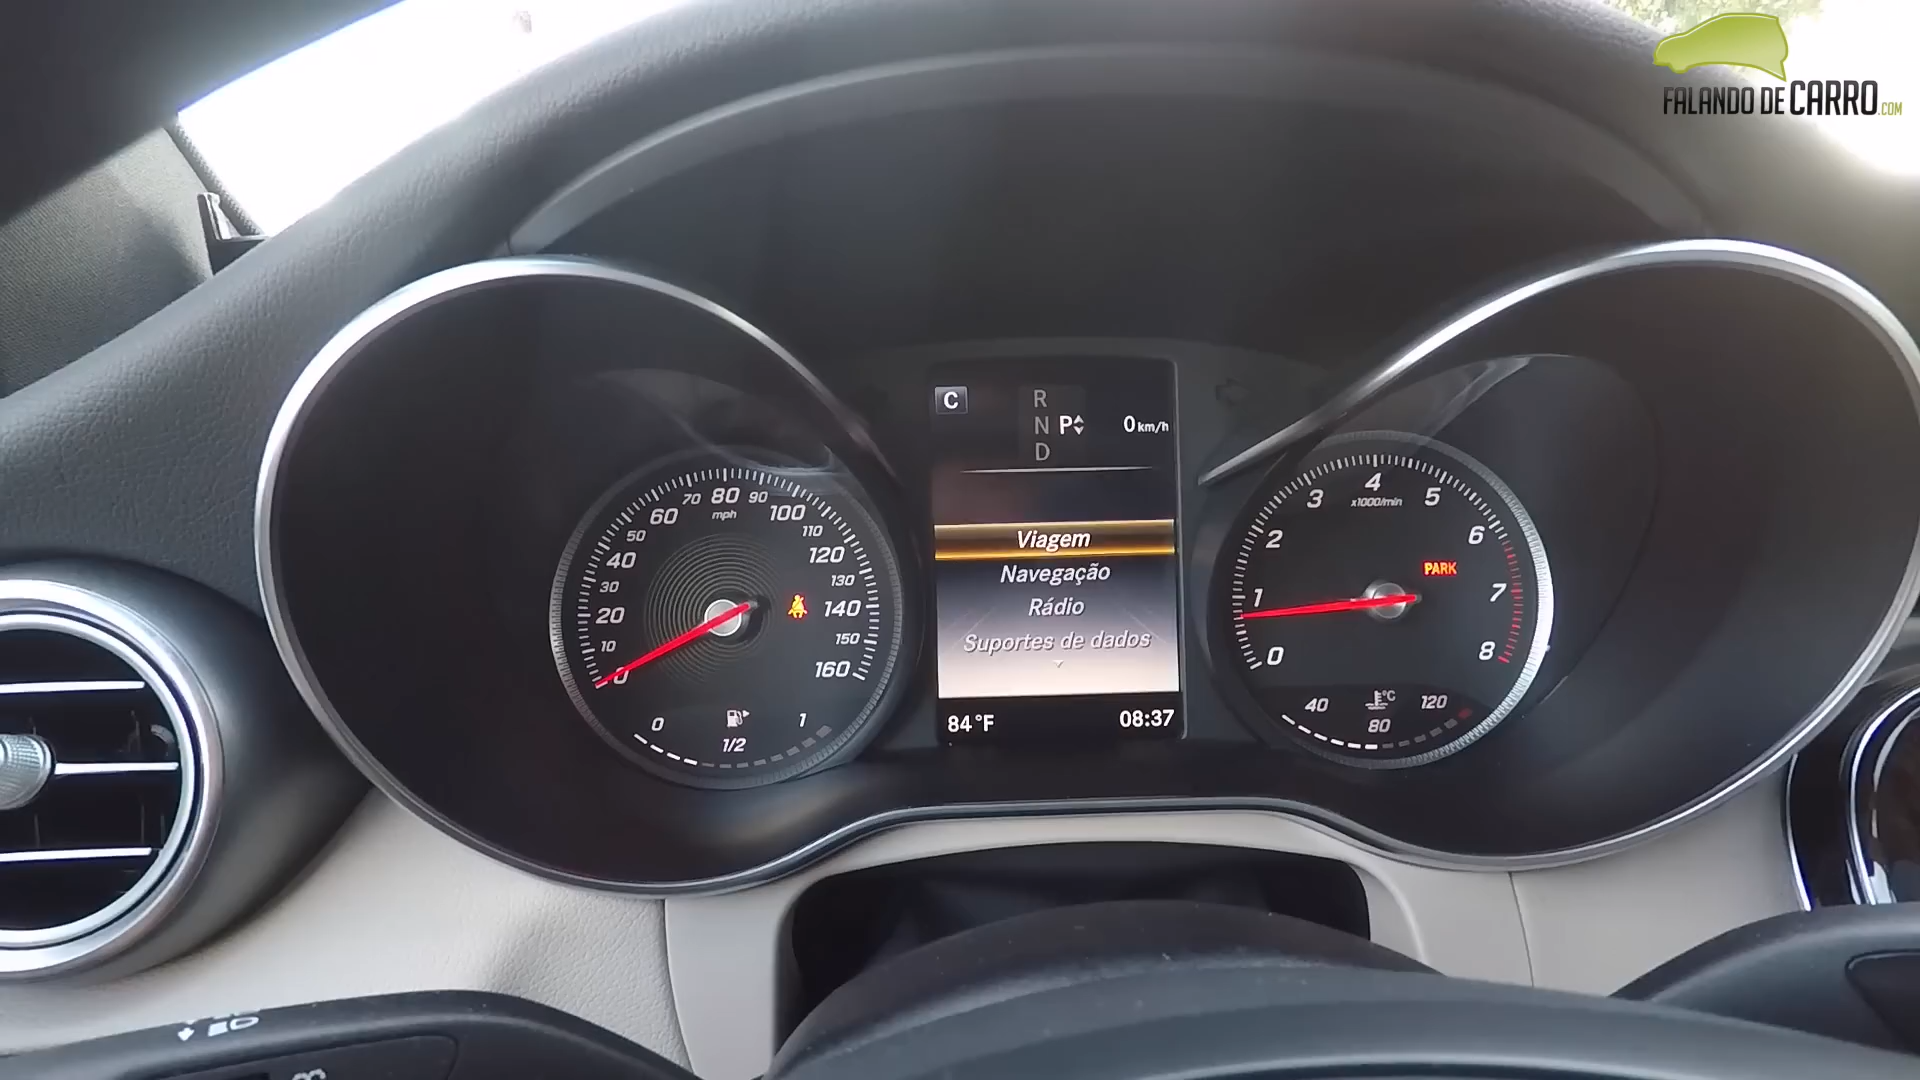 FALANDO DE CARRO.COM
C
R
N P 0 km/h
D
Viagem
Navegação
Rádio
Suportes de dados
84 °F 08:37
0
10
20
30
40
50
60
70
80
90
100
110
120
130
140
150
160
mph
0 1/2 1
0
1
2
3
4
5
6
7
8
x1000/min
PARK
40 80 120
°C